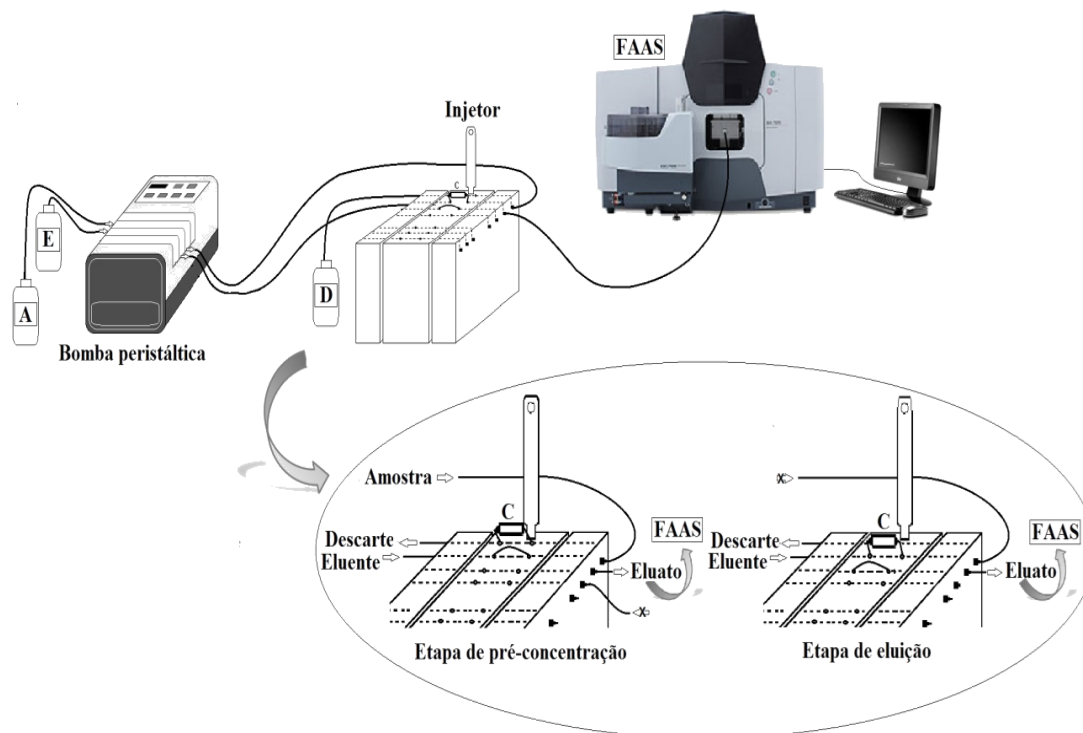 FAAS
Injetor
C
E
A
D
Bomba peristáltica
Amostra
C
FAAS
Descarte
Eluente
Eluato
X
Etapa de pré-concentração
X
C
FAAS
Descarte
Eluente
Eluato
Etapa de eluição